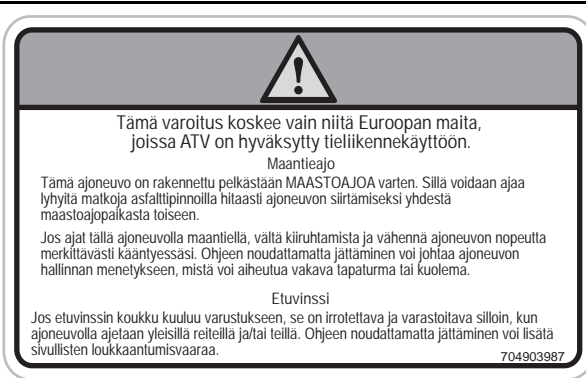 Tämä varoitus koskee vain niitä Euroopan maita,
joissa ATV on hyväksytty tieliikennekäyttöön.
Maantieajo
Tämä ajoneuvo on rakennettu pelkästään MAASTOAJOA varten. Sillä voidaan ajaa
lyhyitä matkoja asfalttipinnoilla hitaasti ajoneuvon siirtämiseksi yhdestä
maastoajopaikasta toiseen.
Jos ajat tällä ajoneuvolla maantiellä, vältä kiiruhtamista ja vähennä ajoneuvon nopeutta
merkittävästi kääntyessäsi. Ohjeen noudattamatta jättäminen voi johtaa ajoneuvon
hallinnan menetykseen, mistä voi aiheutua vakava tapaturma tai kuolema.
Etuvinssi
Jos etuvinssin koukku kuuluu varustukseen, se on irrotettava ja varastoitava silloin, kun
ajoneuvolla ajetaan yleisillä reiteillä ja/tai teillä. Ohjeen noudattamatta jättäminen voi lisätä
sivullisten loukkaantumisvaaraa.
704903987